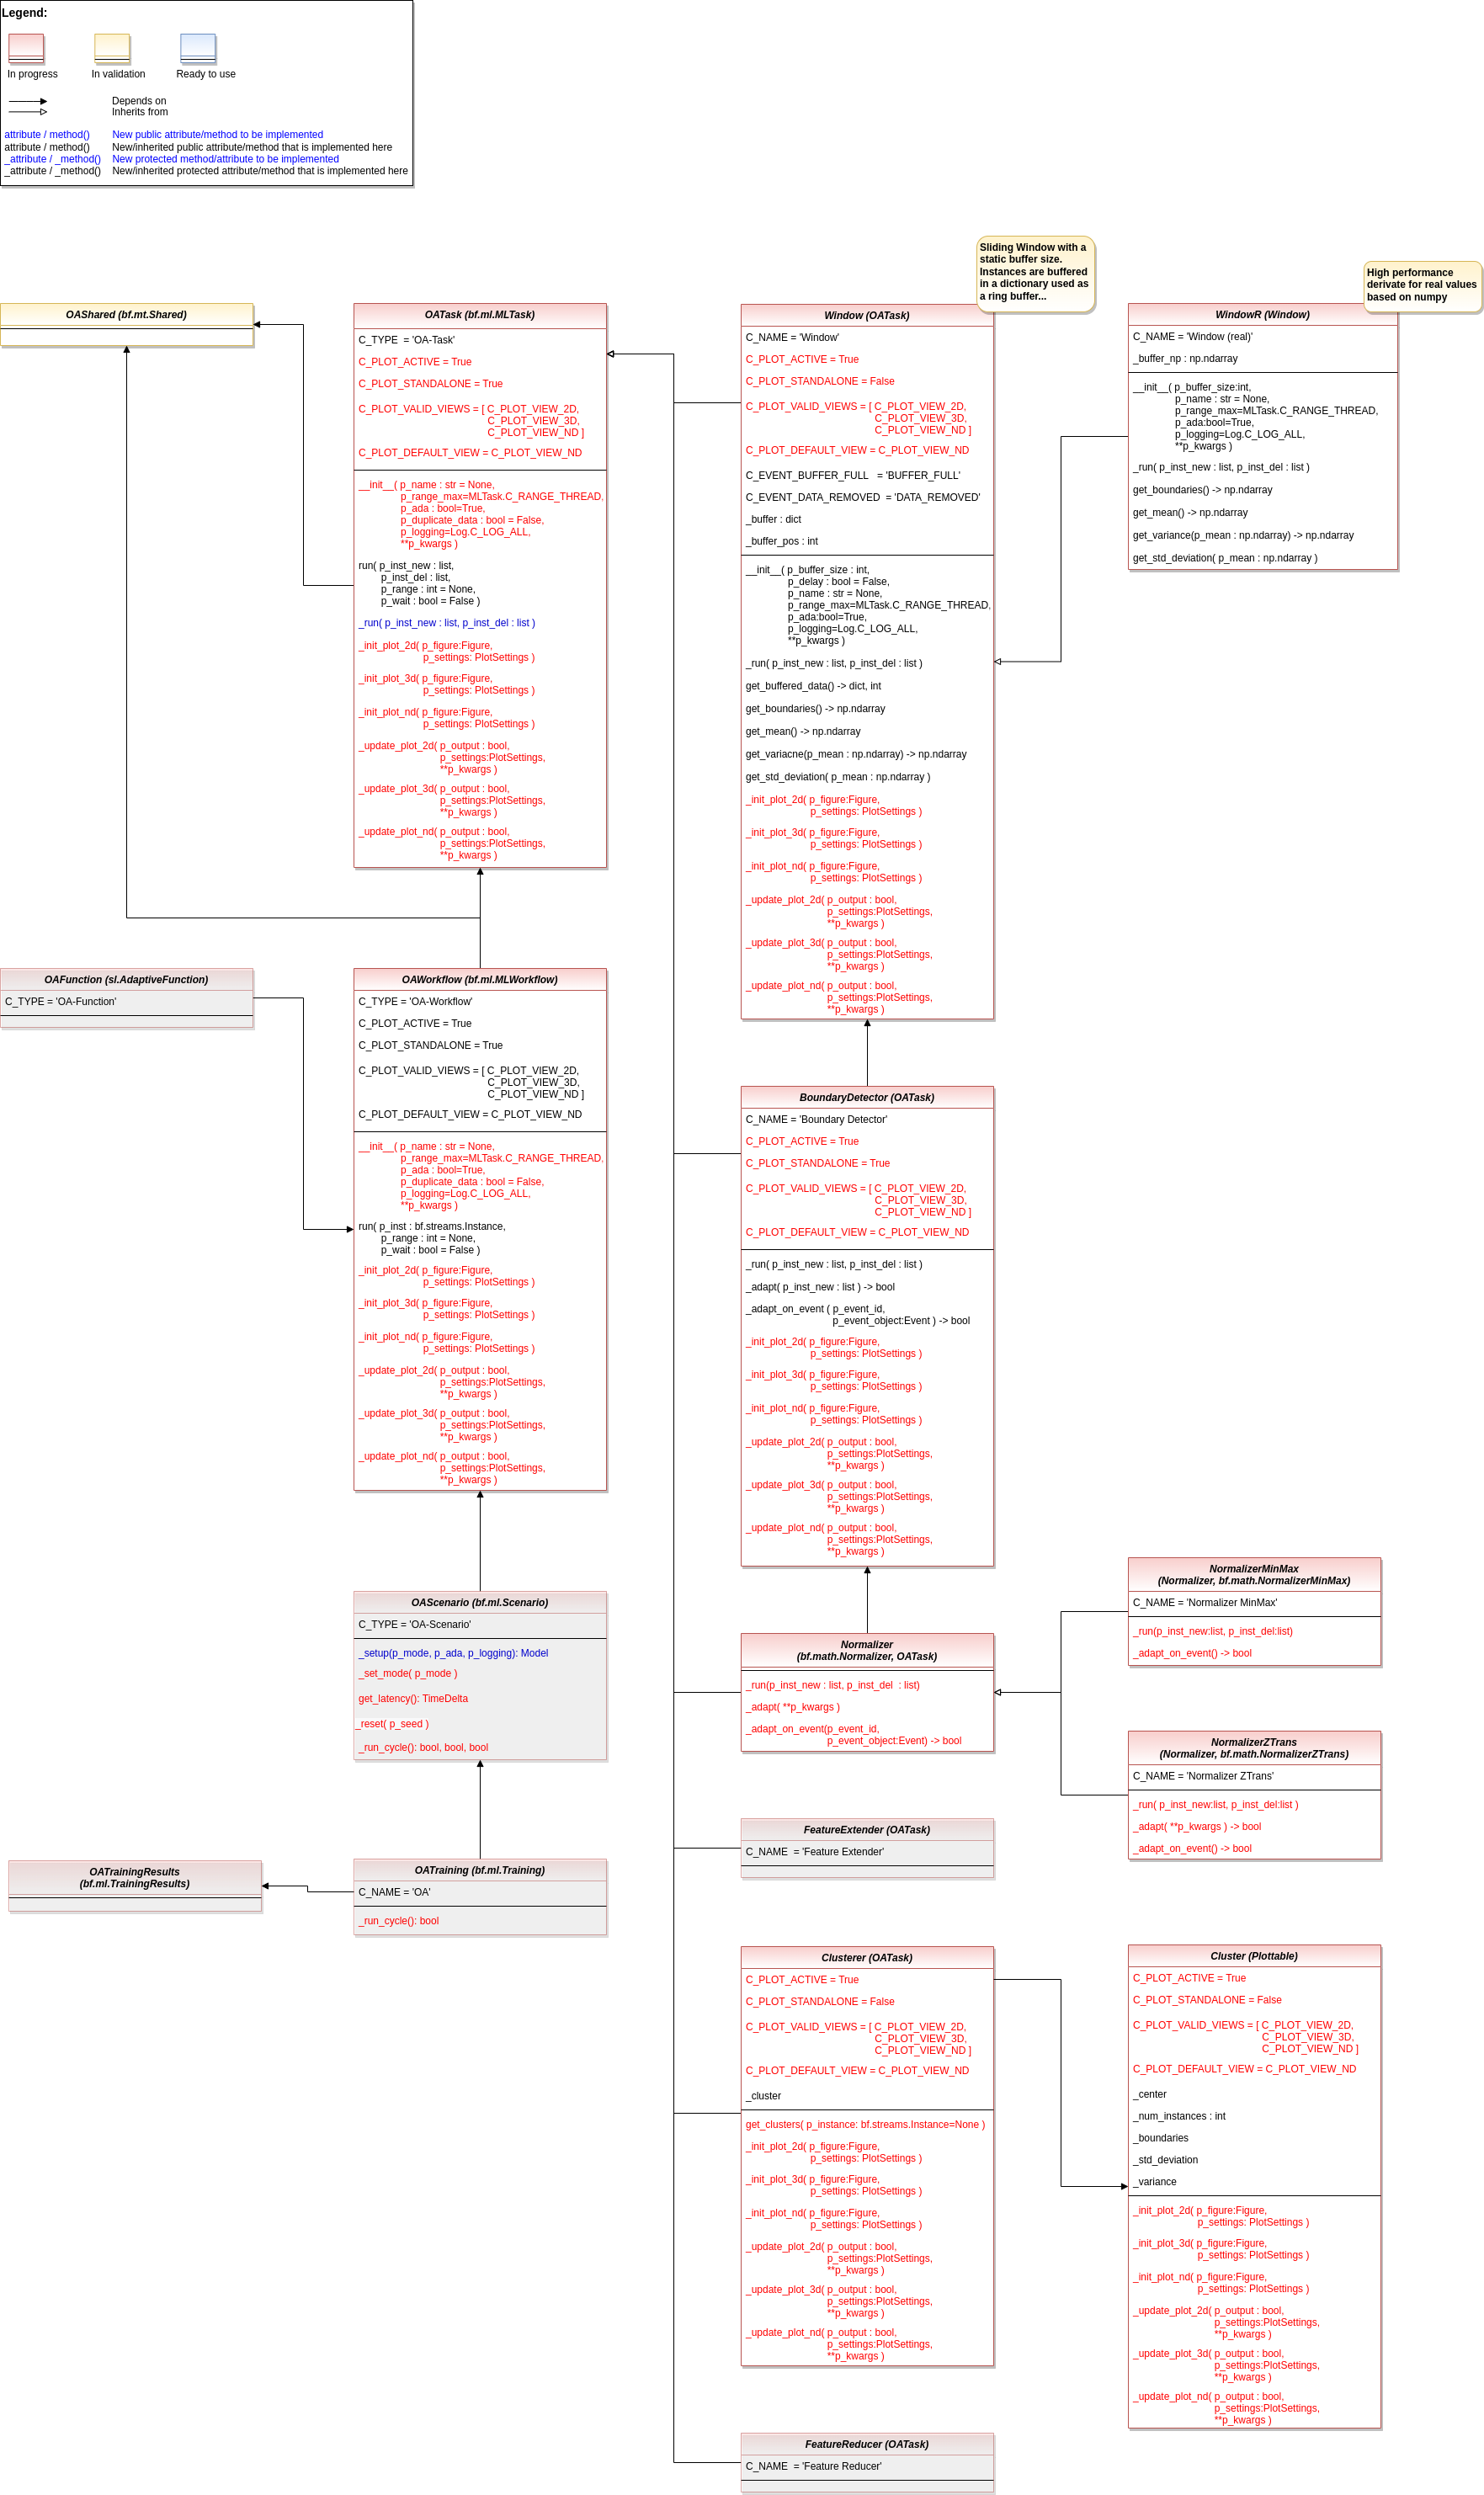 Legend:
In progress
In validation
Ready to use
Depends on
Inherits from
attribute / method()
New public attribute/method to be implemented
attribute / method()
New/inherited public attribute/method that is implemented here
_attribute / _method()
New protected method/attribute to be implemented
_attribute / _method()
New/inherited protected attribute/method that is implemented here
Sliding Window with a
static buffer size.
Instances are buffered
in a dictionary used as
a ring buffer...
High performance
derivate for real values
based on numpy
OAShared (bf.mt.Shared)
OATask (bf.ml.MLTask)
C_TYPE  = 'OA-Task'
C_PLOT_ACTIVE = True
C_PLOT_STANDALONE = True
C_PLOT_VALID_VIEWS = [ C_PLOT_VIEW_2D,
C_PLOT_VIEW_3D,
C_PLOT_VIEW_ND ]
C_PLOT_DEFAULT_VIEW = C_PLOT_VIEW_ND
__init__( p_name : str = None,
p_range_max=MLTask.C_RANGE_THREAD,
p_ada : bool=True,
p_duplicate_data : bool = False,
p_logging=Log.C_LOG_ALL,
**p_kwargs )
run( p_inst_new : list,
p_inst_del : list,
p_range : int = None,
p_wait : bool = False )
_run( p_inst_new : list, p_inst_del : list )
_init_plot_2d( p_figure:Figure,
p_settings: PlotSettings )
_init_plot_3d( p_figure:Figure,
p_settings: PlotSettings )
_init_plot_nd( p_figure:Figure,
p_settings: PlotSettings )
_update_plot_2d( p_output : bool,
p_settings:PlotSettings,
**p_kwargs )
_update_plot_3d( p_output : bool,
p_settings:PlotSettings,
**p_kwargs )
_update_plot_nd( p_output : bool,
p_settings:PlotSettings,
**p_kwargs )
Window (OATask)
C_NAME = 'Window'
C_PLOT_ACTIVE = True
C_PLOT_STANDALONE = False
C_PLOT_VALID_VIEWS = [ C_PLOT_VIEW_2D,
C_PLOT_VIEW_3D,
C_PLOT_VIEW_ND ]
C_PLOT_DEFAULT_VIEW = C_PLOT_VIEW_ND
C_EVENT_BUFFER_FULL   = 'BUFFER_FULL'
C_EVENT_DATA_REMOVED  = 'DATA_REMOVED'
_buffer : dict
_buffer_pos : int
__init__( p_buffer_size : int,
p_delay : bool = False,
p_name : str = None,
p_range_max=MLTask.C_RANGE_THREAD,
p_ada:bool=True,
p_logging=Log.C_LOG_ALL,
**p_kwargs )
_run( p_inst_new : list, p_inst_del : list )
get_buffered_data() -> dict, int
get_boundaries() -> np.ndarray
get_mean() -> np.ndarray
get_variacne(p_mean : np.ndarray) -> np.ndarray
get_std_deviation( p_mean : np.ndarray )
_init_plot_2d( p_figure:Figure,
p_settings: PlotSettings )
_init_plot_3d( p_figure:Figure,
p_settings: PlotSettings )
_init_plot_nd( p_figure:Figure,
p_settings: PlotSettings )
_update_plot_2d( p_output : bool,
p_settings:PlotSettings,
**p_kwargs )
_update_plot_3d( p_output : bool,
p_settings:PlotSettings,
**p_kwargs )
_update_plot_nd( p_output : bool,
p_settings:PlotSettings,
**p_kwargs )
WindowR (Window)
C_NAME = 'Window (real)'
_buffer_np : np.ndarray
__init__( p_buffer_size:int,
p_name : str = None,
p_range_max=MLTask.C_RANGE_THREAD,
p_ada:bool=True,
p_logging=Log.C_LOG_ALL,
**p_kwargs )
_run( p_inst_new : list, p_inst_del : list )
get_boundaries() -> np.ndarray
get_mean() -> np.ndarray
get_variance(p_mean : np.ndarray) -> np.ndarray
get_std_deviation( p_mean : np.ndarray )
OAFunction (sl.AdaptiveFunction)
C_TYPE = 'OA-Function'
OAWorkflow (bf.ml.MLWorkflow)
C_TYPE = 'OA-Workflow'
C_PLOT_ACTIVE = True
C_PLOT_STANDALONE = True
C_PLOT_VALID_VIEWS = [ C_PLOT_VIEW_2D,
C_PLOT_VIEW_3D,
C_PLOT_VIEW_ND ]
C_PLOT_DEFAULT_VIEW = C_PLOT_VIEW_ND
__init__( p_name : str = None,
p_range_max=MLTask.C_RANGE_THREAD,
p_ada : bool=True,
p_duplicate_data : bool = False,
p_logging=Log.C_LOG_ALL,
**p_kwargs )
run( p_inst : bf.streams.Instance,
p_range : int = None,
p_wait : bool = False )
_init_plot_2d( p_figure:Figure,
p_settings: PlotSettings )
_init_plot_3d( p_figure:Figure,
p_settings: PlotSettings )
_init_plot_nd( p_figure:Figure,
p_settings: PlotSettings )
_update_plot_2d( p_output : bool,
p_settings:PlotSettings,
**p_kwargs )
_update_plot_3d( p_output : bool,
p_settings:PlotSettings,
**p_kwargs )
_update_plot_nd( p_output : bool,
p_settings:PlotSettings,
**p_kwargs )
BoundaryDetector (OATask)
C_NAME = 'Boundary Detector'
C_PLOT_ACTIVE = True
C_PLOT_STANDALONE = True
C_PLOT_VALID_VIEWS = [ C_PLOT_VIEW_2D,
C_PLOT_VIEW_3D,
C_PLOT_VIEW_ND ]
C_PLOT_DEFAULT_VIEW = C_PLOT_VIEW_ND
_run( p_inst_new : list, p_inst_del : list )
_adapt( p_inst_new : list ) -> bool
_adapt_on_event ( p_event_id,
p_event_object:Event ) -> bool
_init_plot_2d( p_figure:Figure,
p_settings: PlotSettings )
_init_plot_3d( p_figure:Figure,
p_settings: PlotSettings )
_init_plot_nd( p_figure:Figure,
p_settings: PlotSettings )
_update_plot_2d( p_output : bool,
p_settings:PlotSettings,
**p_kwargs )
_update_plot_3d( p_output : bool,
p_settings:PlotSettings,
**p_kwargs )
_update_plot_nd( p_output : bool,
p_settings:PlotSettings,
**p_kwargs )
OAScenario (bf.ml.Scenario)
C_TYPE = 'OA-Scenario'
_setup(p_mode, p_ada, p_logging): Model
_set_mode( p_mode )
get_latency(): TimeDelta
_reset( p_seed )
_run_cycle(): bool, bool, bool
Normalizer
(bf.math.Normalizer, OATask)
_run(p_inst_new : list, p_inst_del  : list)
_adapt( **p_kwargs )
_adapt_on_event(p_event_id,
p_event_object:Event) -> bool
NormalizerMinMax
(Normalizer, bf.math.NormalizerMinMax)
C_NAME = 'Normalizer MinMax'
_run(p_inst_new:list, p_inst_del:list)
_adapt_on_event() -> bool
NormalizerZTrans
(Normalizer, bf.math.NormalizerZTrans)
C_NAME = 'Normalizer ZTrans'
_run( p_inst_new:list, p_inst_del:list )
_adapt( **p_kwargs ) -> bool
_adapt_on_event() -> bool
FeatureExtender (OATask)
C_NAME  = 'Feature Extender'
OATrainingResults
(bf.ml.TrainingResults)
OATraining (bf.ml.Training)
C_NAME = 'OA'
_run_cycle(): bool
Clusterer (OATask)
C_PLOT_ACTIVE = True
C_PLOT_STANDALONE = False
C_PLOT_VALID_VIEWS = [ C_PLOT_VIEW_2D,
C_PLOT_VIEW_3D,
C_PLOT_VIEW_ND ]
C_PLOT_DEFAULT_VIEW = C_PLOT_VIEW_ND
_cluster
get_clusters( p_instance: bf.streams.Instance=None )
_init_plot_2d( p_figure:Figure,
p_settings: PlotSettings )
_init_plot_3d( p_figure:Figure,
p_settings: PlotSettings )
_init_plot_nd( p_figure:Figure,
p_settings: PlotSettings )
_update_plot_2d( p_output : bool,
p_settings:PlotSettings,
**p_kwargs )
_update_plot_3d( p_output : bool,
p_settings:PlotSettings,
**p_kwargs )
_update_plot_nd( p_output : bool,
p_settings:PlotSettings,
**p_kwargs )
Cluster (Plottable)
C_PLOT_ACTIVE = True
C_PLOT_STANDALONE = False
C_PLOT_VALID_VIEWS = [ C_PLOT_VIEW_2D,
C_PLOT_VIEW_3D,
C_PLOT_VIEW_ND ]
C_PLOT_DEFAULT_VIEW = C_PLOT_VIEW_ND
_center
_num_instances : int
_boundaries
_std_deviation
_variance
_init_plot_2d( p_figure:Figure,
p_settings: PlotSettings )
_init_plot_3d( p_figure:Figure,
p_settings: PlotSettings )
_init_plot_nd( p_figure:Figure,
p_settings: PlotSettings )
_update_plot_2d( p_output : bool,
p_settings:PlotSettings,
**p_kwargs )
_update_plot_3d( p_output : bool,
p_settings:PlotSettings,
**p_kwargs )
_update_plot_nd( p_output : bool,
p_settings:PlotSettings,
**p_kwargs )
FeatureReducer (OATask)
C_NAME  = 'Feature Reducer'